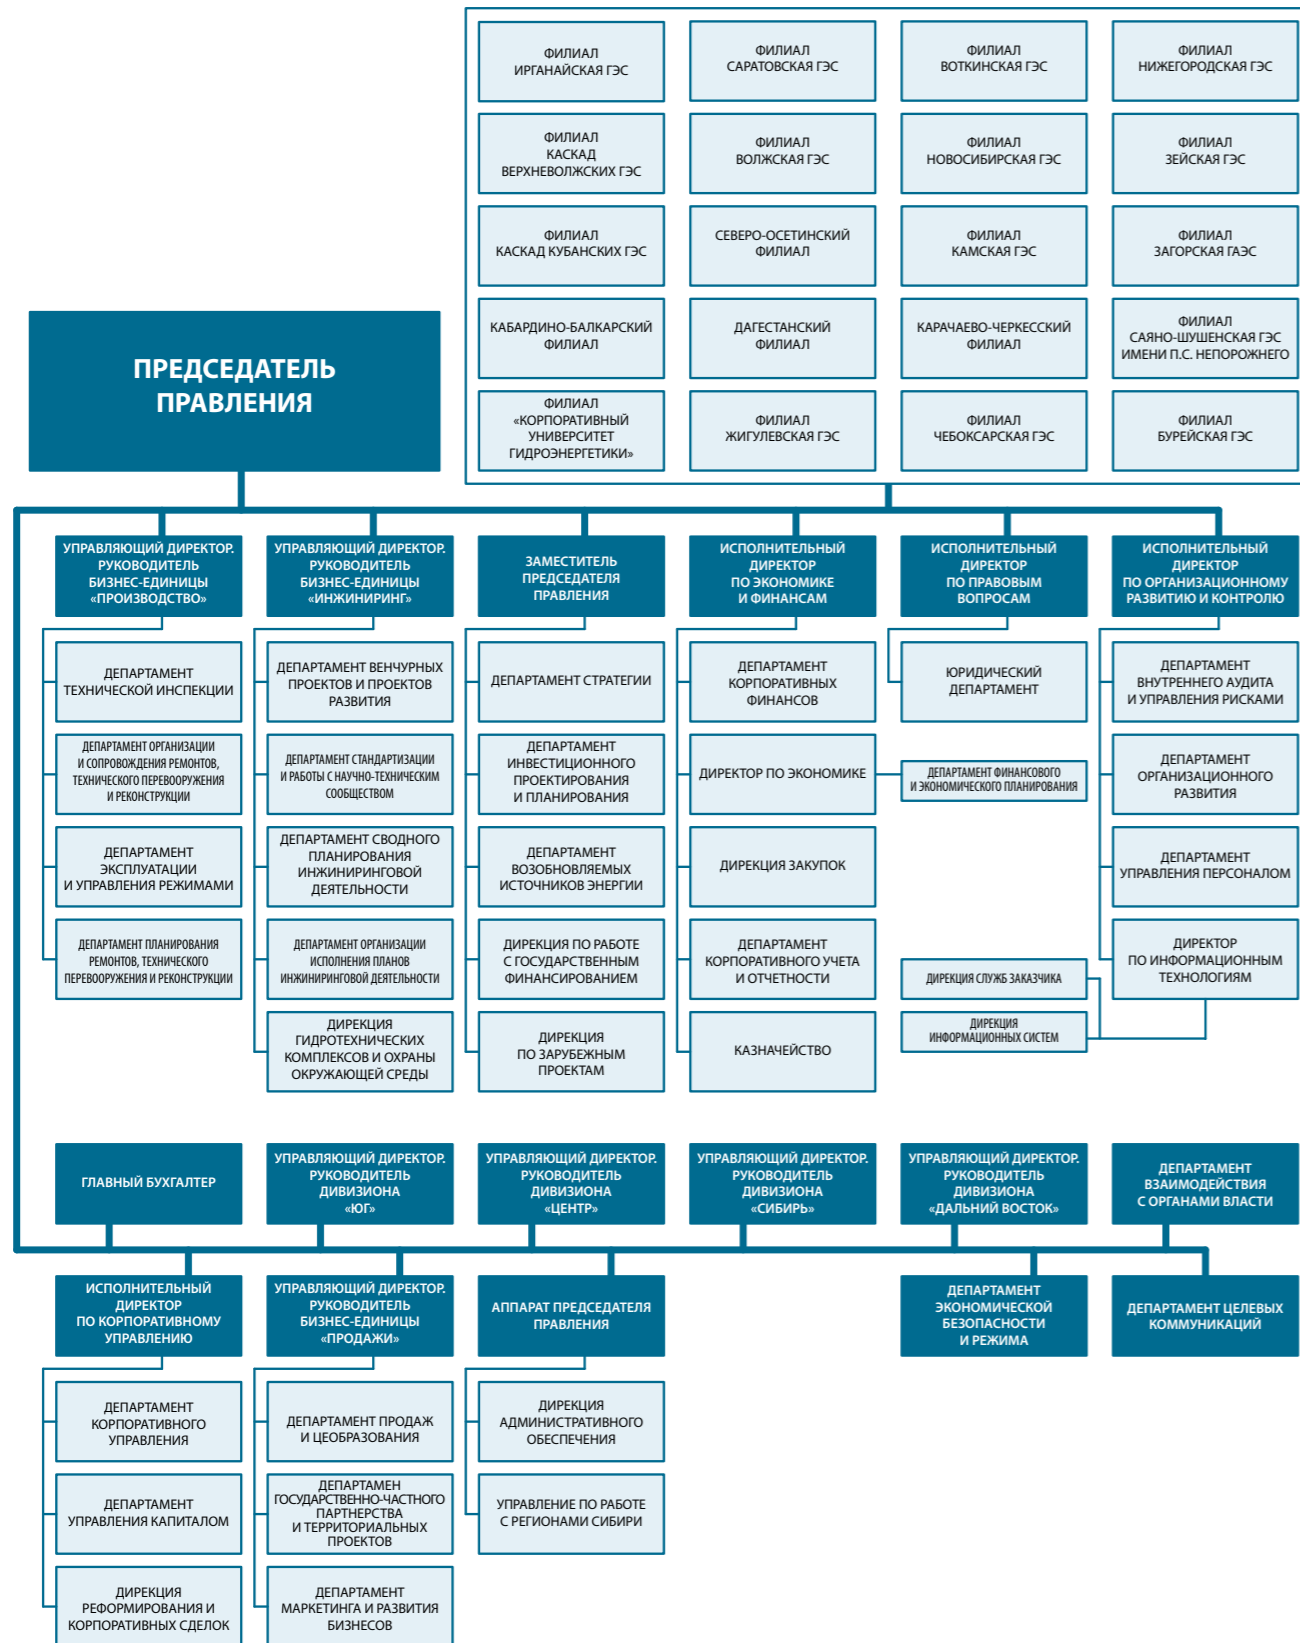 ФИЛИАЛ
ИРГАНАЙСКАЯ ГЭС
ФИЛИАЛ
САРАТОВСКАЯ ГЭС
ФИЛИАЛ
ВОТКИНСКАЯ ГЭС
ФИЛИАЛ
НИЖЕГОРОДСКАЯ ГЭС
ФИЛИАЛ
КАСКАД
ВЕРХНЕВОЛЖСКИХ ГЭС
ФИЛИАЛ
ВОЛЖСКАЯ ГЭС
ФИЛИАЛ
НОВОСИБИРСКАЯ ГЭС
ФИЛИАЛ
ЗЕЙСКАЯ ГЭС
ФИЛИАЛ
КАСКАД КУБАНСКИХ ГЭС
СЕВЕРО-ОСЕТИНСКИЙ
ФИЛИАЛ
ФИЛИАЛ
КАМСКАЯ ГЭС
ФИЛИАЛ
ЗАГОРСКАЯ ГАЭС
КАБАРДИНО-БАЛКАРСКИЙ
ФИЛИАЛ
ДАГЕСТАНСКИЙ
ФИЛИАЛ
КАРАЧАЕВО-ЧЕРКЕССКИЙ
ФИЛИАЛ
ФИЛИАЛ
САЯНО-ШУШЕНСКАЯ ГЭС
ИМЕНИ П.С. НЕПОРОЖНЕГО
ФИЛИАЛ
«КОРПОРАТИВНЫЙ
УНИВЕРСИТЕТ
ГИДРОЭНЕРГЕТИКИ»
ФИЛИАЛ
ЖИГУЛЕВСКАЯ ГЭС
ФИЛИАЛ
ЧЕБОКСАРСКАЯ ГЭС
ФИЛИАЛ
БУРЕЙСКАЯ ГЭС
ПРЕДСЕДАТЕЛЬ
ПРАВЛЕНИЯ
УПРАВЛЯЮЩИЙ ДИРЕКТОР.
РУКОВОДИТЕЛЬ
БИЗНЕС-ЕДИНИЦЫ
«ПРОИЗВОДСТВО»
УПРАВЛЯЮЩИЙ ДИРЕКТОР.
РУКОВОДИТЕЛЬ
БИЗНЕС-ЕДИНИЦЫ
«ИНЖИНИРИНГ»
ЗАМЕСТИТЕЛЬ
ПРЕДСЕДАТЕЛЯ
ПРАВЛЕНИЯ
ИСПОЛНИТЕЛЬНЫЙ
ДИРЕКТОР
ПО ЭКОНОМИКЕ
И ФИНАНСАМ
ИСПОЛНИТЕЛЬНЫЙ
ДИРЕКТОР
ПО ПРАВОВЫМ
ВОПРОСАМ
ИСПОЛНИТЕЛЬНЫЙ
ДИРЕКТОР
ПО ОРГАНИЗАЦИОННОМУ
РАЗВИТИЮ И КОНТРОЛЮ
ДЕПАРТАМЕНТ
ТЕХНИЧЕСКОЙ ИНСПЕКЦИИ
ДЕПАРТАМЕНТ ВЕНЧУРНЫХ
ПРОЕКТОВ И ПРОЕКТОВ
РАЗВИТИЯ
ДЕПАРТАМЕНТ СТРАТЕГИИ
ДЕПАРТАМЕНТ
КОРПОРАТИВНЫХ
ФИНАНСОВ
ЮРИДИЧЕСКИЙ
ДЕПАРТАМЕНТ
ДЕПАРТАМЕНТ
ВНУТРЕННЕГО АУДИТА
И УПРАВЛЕНИЯ РИСКАМИ
ДЕПАРТАМЕНТ ОРГАНИЗАЦИИ
И СОПРОВОЖДЕНИЯ РЕМОНТОВ,
ТЕХНИЧЕСКОГО ПЕРЕВООРУЖЕНИЯ
И РЕКОНСТРУКЦИИ
ДЕПАРТАМЕНТ СТАНДАРТИЗАЦИИ
И РАБОТЫ С НАУЧНО-ТЕХНИЧЕСКИМ
СООБЩЕСТВОМ
ДЕПАРТАМЕНТ
ИНВЕСТИЦИОННОГО
ПРОЕКТИРОВАНИЯ
И ПЛАНИРОВАНИЯ
ДИРЕКТОР ПО ЭКОНОМИКЕ
ДЕПАРТАМЕНТ ФИНАНСОВОГО
И ЭКОНОМИЧЕСКОГО ПЛАНИРОВАНИЯ
ДЕПАРТАМЕНТ
ОРГАНИЗАЦИОННОГО
РАЗВИТИЯ
ДЕПАРТАМЕНТ
ЭКСПЛУАТАЦИИ
И УПРАВЛЕНИЯ РЕЖИМАМИ
ДЕПАРТАМЕНТ СВОДНОГО
ПЛАНИРОВАНИЯ
ИНЖИНИРИНГОВОЙ
ДЕЯТЕЛЬНОСТИ
ДЕПАРТАМЕНТ
ВОЗОБНОВЛЯЕМЫХ
ИСТОЧНИКОВ ЭНЕРГИИ
ДИРЕКЦИЯ ЗАКУПОК
ДЕПАРТАМЕНТ
УПРАВЛЕНИЯ ПЕРСОНАЛОМ
ДЕПАРТАМЕНТ ПЛАНИРОВАНИЯ
РЕМОНТОВ, ТЕХНИЧЕСКОГО
ПЕРЕВООРУЖЕНИЯ И РЕКОНСТРУКЦИИ
ДЕПАРТАМЕНТ ОРГАНИЗАЦИИ
ИСПОЛНЕНИЯ ПЛАНОВ
ИНЖИНИРИНГОВОЙ ДЕЯТЕЛЬНОСТИ
ДИРЕКЦИЯ ПО РАБОТЕ
С ГОСУДАРСТВЕННЫМ
ФИНАНСИРОВАНИЕМ
ДЕПАРТАМЕНТ
КОРПОРАТИВНОГО УЧЕТА
И ОТЧЕТНОСТИ
ДИРЕКЦИЯ СЛУЖБ ЗАКАЗЧИКА
ДИРЕКТОР
ПО ИНФОРМАЦИОННЫМ
ТЕХНОЛОГИЯМ
ДИРЕКЦИЯ
ГИДРОТЕХНИЧЕСКИХ
КОМПЛЕКСОВ И ОХРАНЫ
ОКРУЖАЮЩЕЙ СРЕДЫ
ДИРЕКЦИЯ
ПО ЗАРУБЕЖНЫМ
ПРОЕКТАМ
КАЗНАЧЕЙСТВО
ДИРЕКЦИЯ
ИНФОРМАЦИОННЫХ СИСТЕМ
ГЛАВНЫЙ БУХГАЛТЕР
УПРАВЛЯЮЩИЙ ДИРЕКТОР.
РУКОВОДИТЕЛЬ
ДИВИЗИОНА
«ЮГ»
УПРАВЛЯЮЩИЙ ДИРЕКТОР.
РУКОВОДИТЕЛЬ
ДИВИЗИОНА
«ЦЕНТР»
УПРАВЛЯЮЩИЙ ДИРЕКТОР.
РУКОВОДИТЕЛЬ
ДИВИЗИОНА
«СИБИРЬ»
УПРАВЛЯЮЩИЙ ДИРЕКТОР.
РУКОВОДИТЕЛЬ
ДИВИЗИОНА
«ДАЛЬНИЙ ВОСТОК»
ДЕПАРТАМЕНТ
ВЗАИМОДЕЙСТВИЯ
С ОРГАНАМИ ВЛАСТИ
ИСПОЛНИТЕЛЬНЫЙ
ДИРЕКТОР
ПО КОРПОРАТИВНОМУ
УПРАВЛЕНИЮ
УПРАВЛЯЮЩИЙ ДИРЕКТОР.
РУКОВОДИТЕЛЬ
БИЗНЕС-ЕДИНИЦЫ
«ПРОДАЖИ»
АППАРАТ ПРЕДСЕДАТЕЛЯ
ПРАВЛЕНИЯ
ДЕПАРТАМЕНТ
ЭКОНОМИЧЕСКОЙ
БЕЗОПАСНОСТИ
И РЕЖИМА
ДЕПАРТАМЕНТ ЦЕЛЕВЫХ
КОММУНИКАЦИЙ
ДЕПАРТАМЕНТ
КОРПОРАТИВНОГО
УПРАВЛЕНИЯ
ДЕПАРТАМЕНТ ПРОДАЖ
И ЦЕОБРАЗОВАНИЯ
ДИРЕКЦИЯ
АДМИНИСТРАТИВНОГО
ОБЕСПЕЧЕНИЯ
ДЕПАРТАМЕНТ
УПРАВЛЕНИЯ КАПИТАЛОМ
ДЕПАРТАМЕН
ГОСУДАРСТВЕННО-ЧАСТНОГО
ПАРТНЕРСТВА
И ТЕРРИТОРИАЛЬНЫХ
ПРОЕКТОВ
УПРАВЛЕНИЕ ПО РАБОТЕ
С РЕГИОНАМИ СИБИРИ
ДИРЕКЦИЯ
РЕФОРМИРОВАНИЯ И
КОРПОРАТИВНЫХ СДЕЛОК
ДЕПАРТАМЕНТ
МАРКЕТИНГА И РАЗВИТИЯ
БИЗНЕСОВ